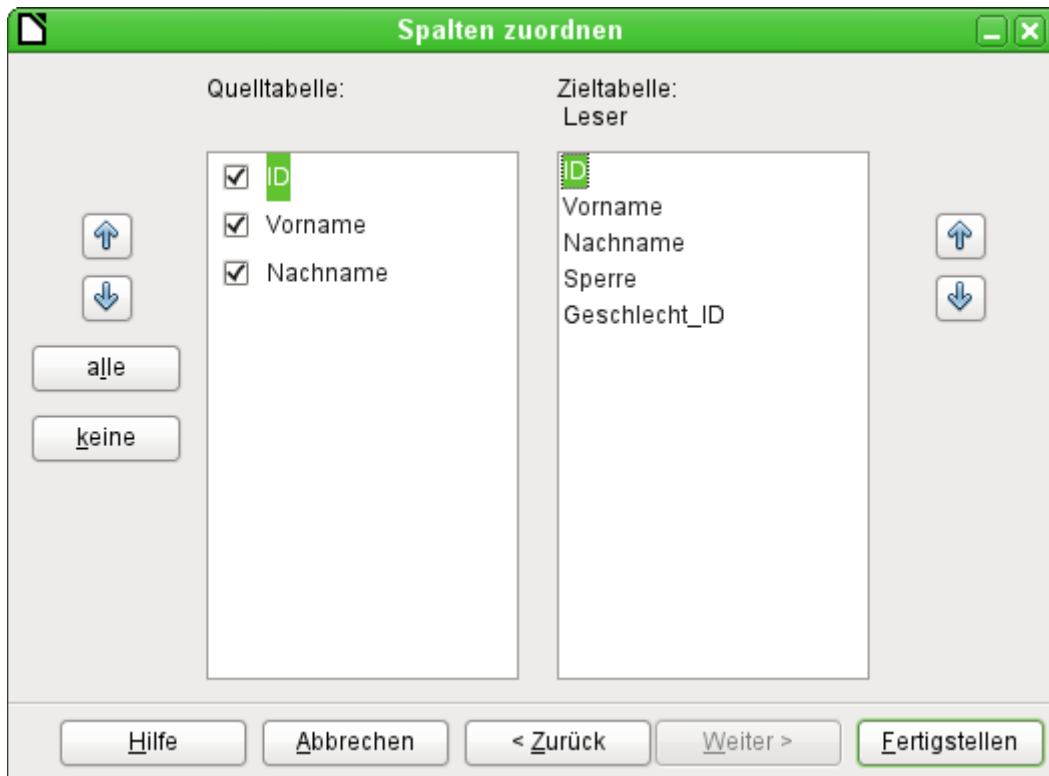 Spalten zuordnen
Quelltabelle:
Zieltabelle:
Leser
ID
Vorname
Nachname
ID
Vorname
Nachname
Sperre
Geschlecht_ID
alle
keine
Hilfe
Abbrechen
< Zurück
Weiter >
Fertigstellen